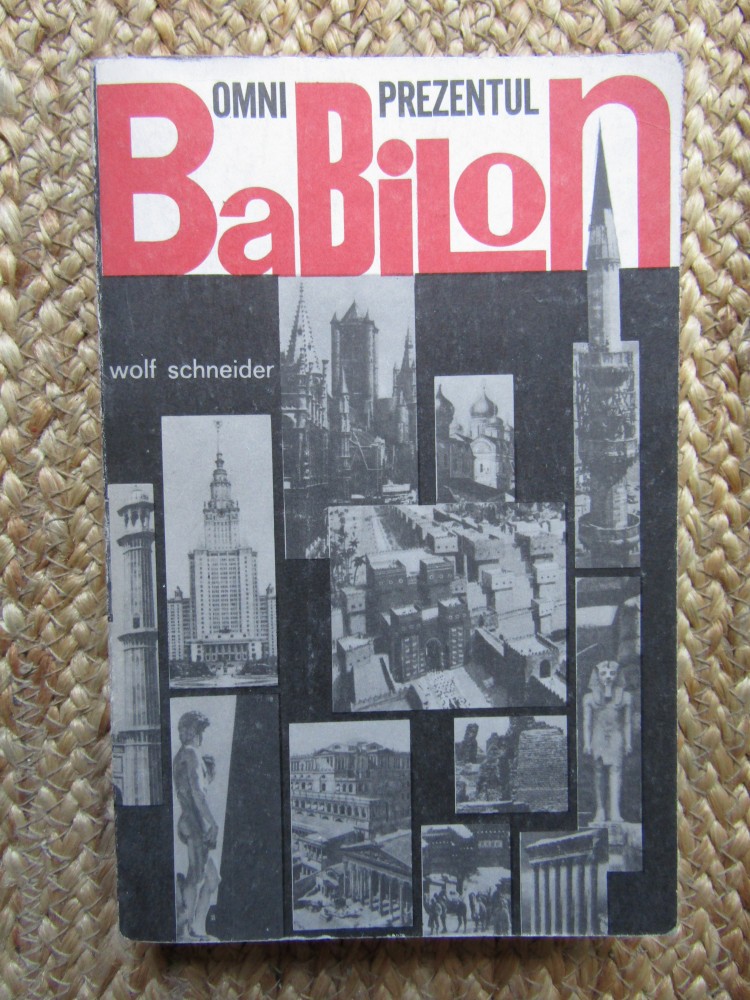 OMNI PREZENTUL
BaBiLOn
wolf schneider